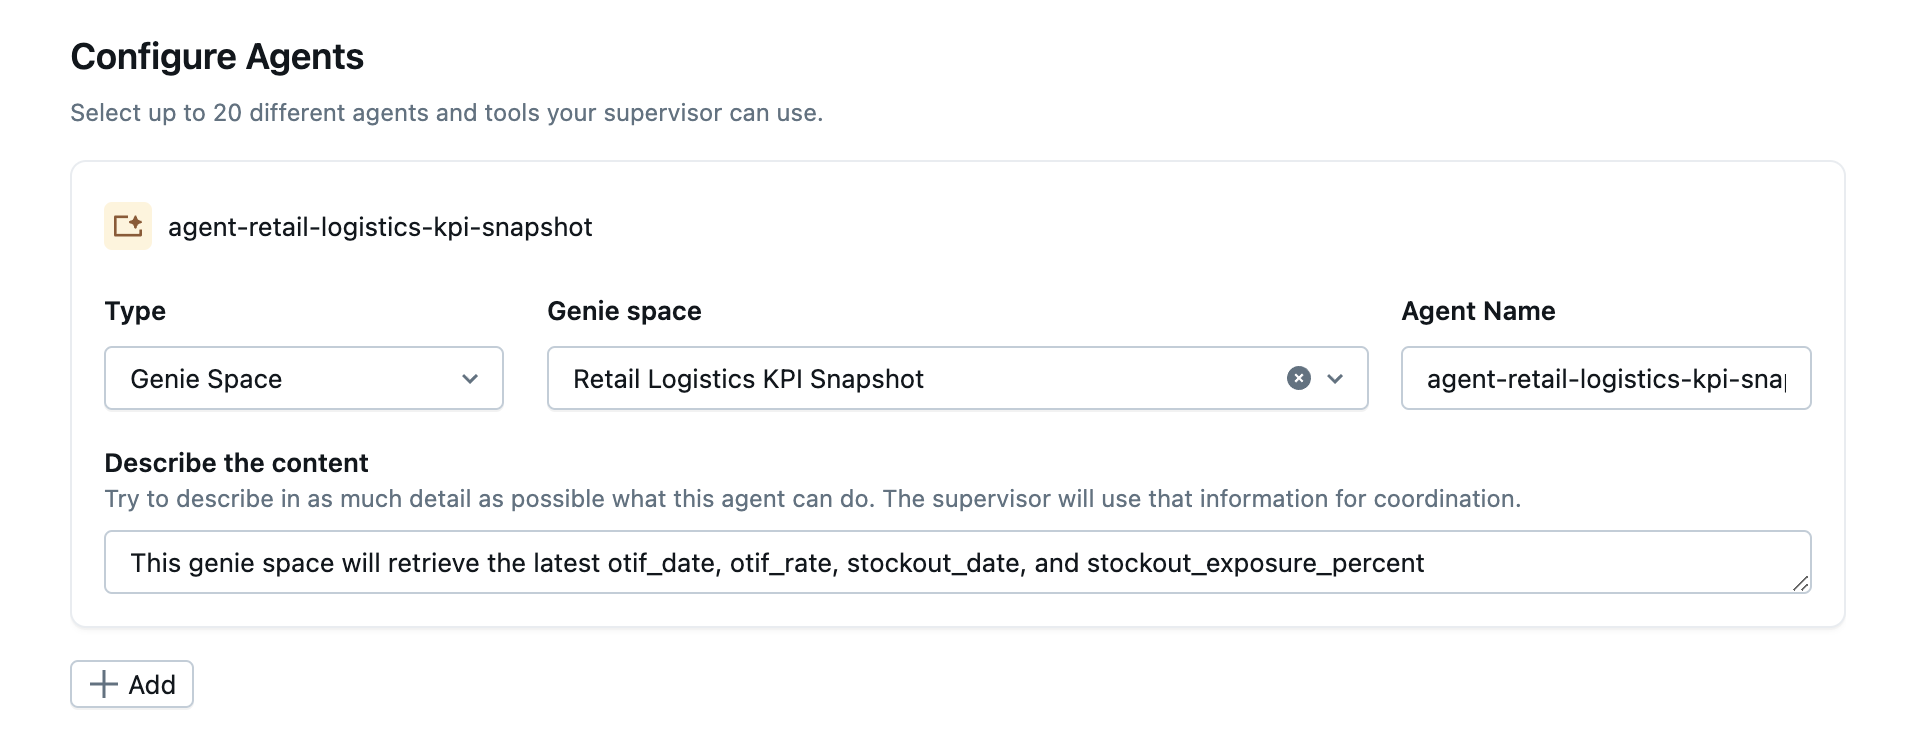 Configure Agents
Select up to 20 different agents and tools your supervisor can use.
agent-retail-logistics-kpi-snapshot
Type
Genie space
Agent Name
Genie Space
Retail Logistics KPI Snapshot
agent-retail-logistics-kpi-snap
Describe the content
Try to describe in as much detail as possible what this agent can do. The supervisor will use that information for coordination.
This genie space will retrieve the latest otif_date, otif_rate, stockout_date, and stockout_exposure_percent
Add